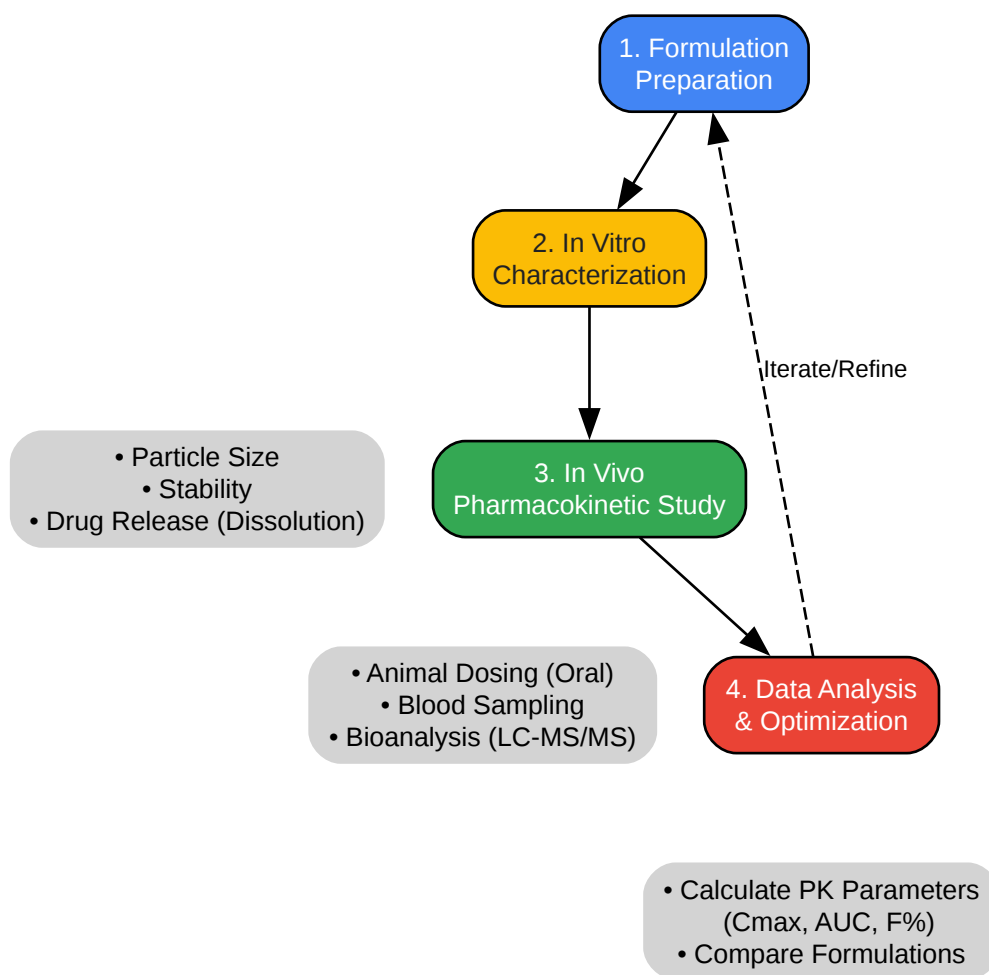 1. Formulation
Preparation
2. In Vitro
Characterization
Iterate/Refine
• Particle Size
• Stability
• Drug Release (Dissolution)
3. In Vivo
Pharmacokinetic Study
• Animal Dosing (Oral)
• Blood Sampling
• Bioanalysis (LC-MS/MS)
4. Data Analysis
& Optimization
• Calculate PK Parameters
(Cmax, AUC, F%)
• Compare Formulations